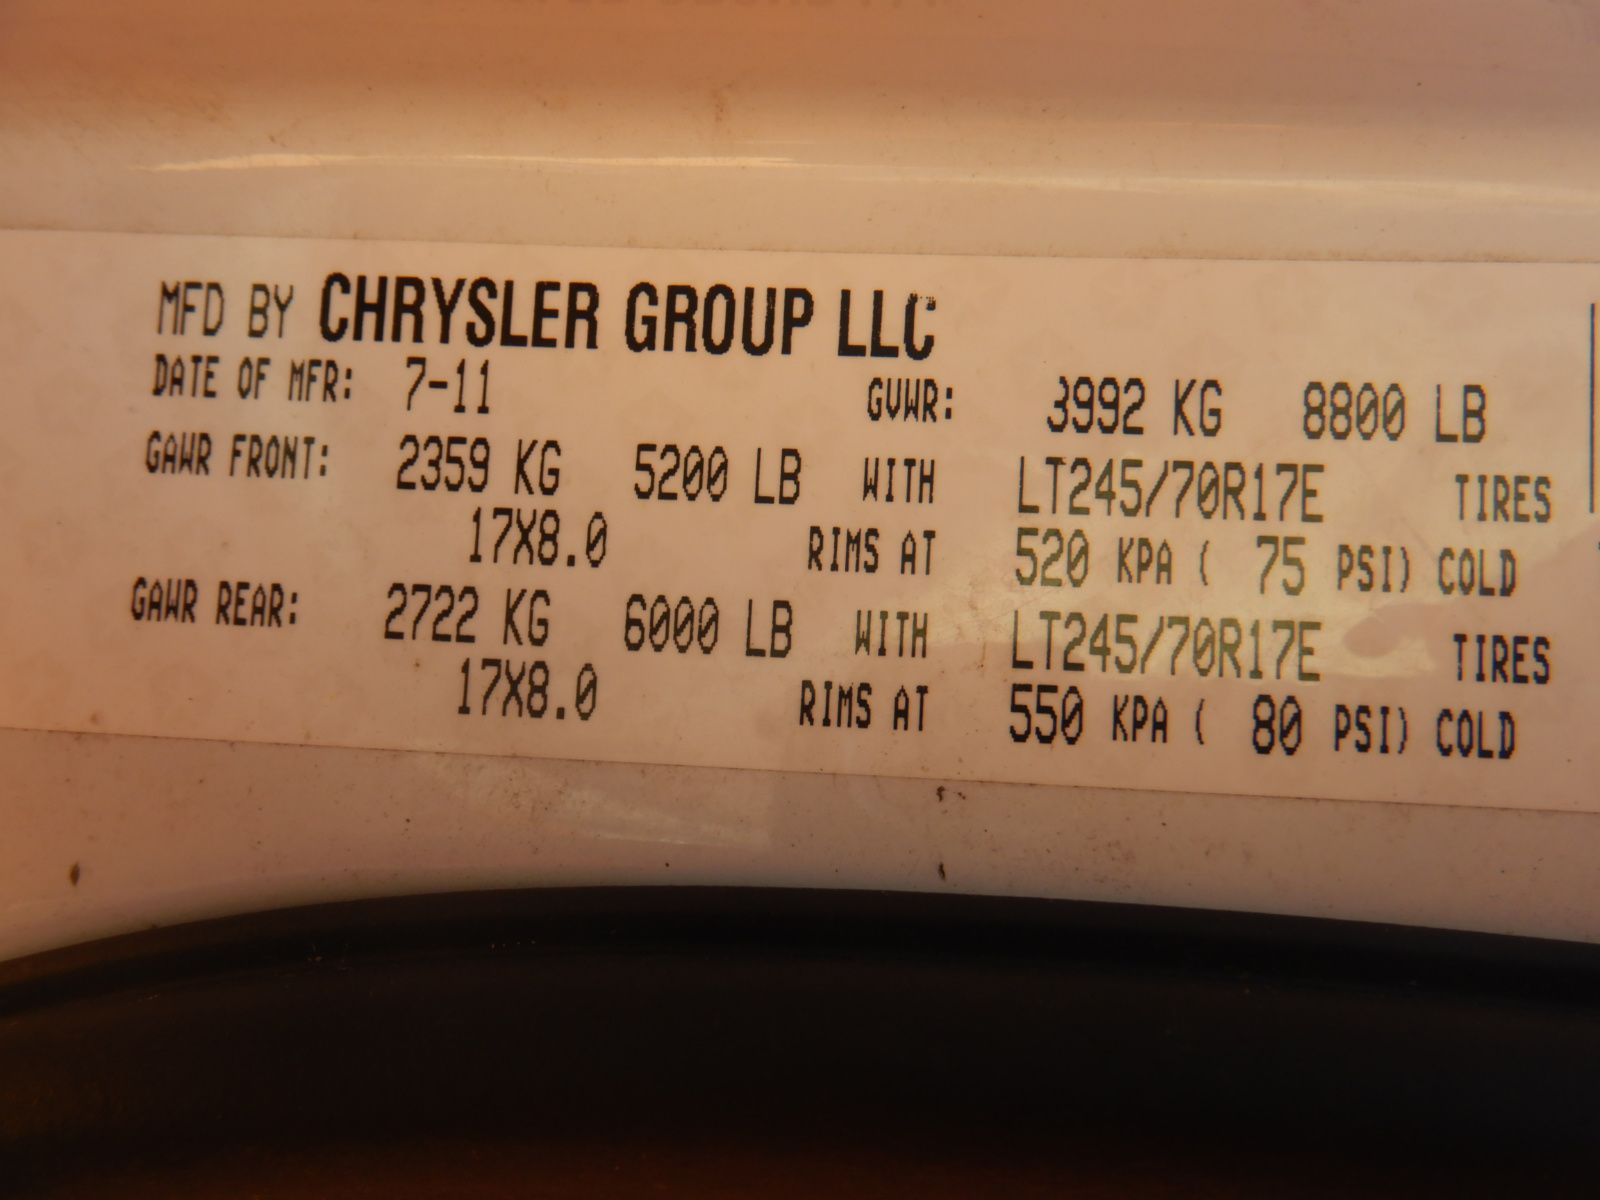 MFD BY CHRYSLER GROUP LLC
DATE OF MFR: 7-11 GVWR: 3992 KG 8800 LB
GAWR FRONT: 2359 KG 5200 LB WITH LT245/70R17E TIRES
17X8.0 RIMS AT 520 KPA ( 75 PSI) COLD
GAWR REAR: 2722 KG 6000 LB WITH LT245/70R17E TIRES
17X8.0 RIMS AT 550 KPA ( 80 PSI) COLD